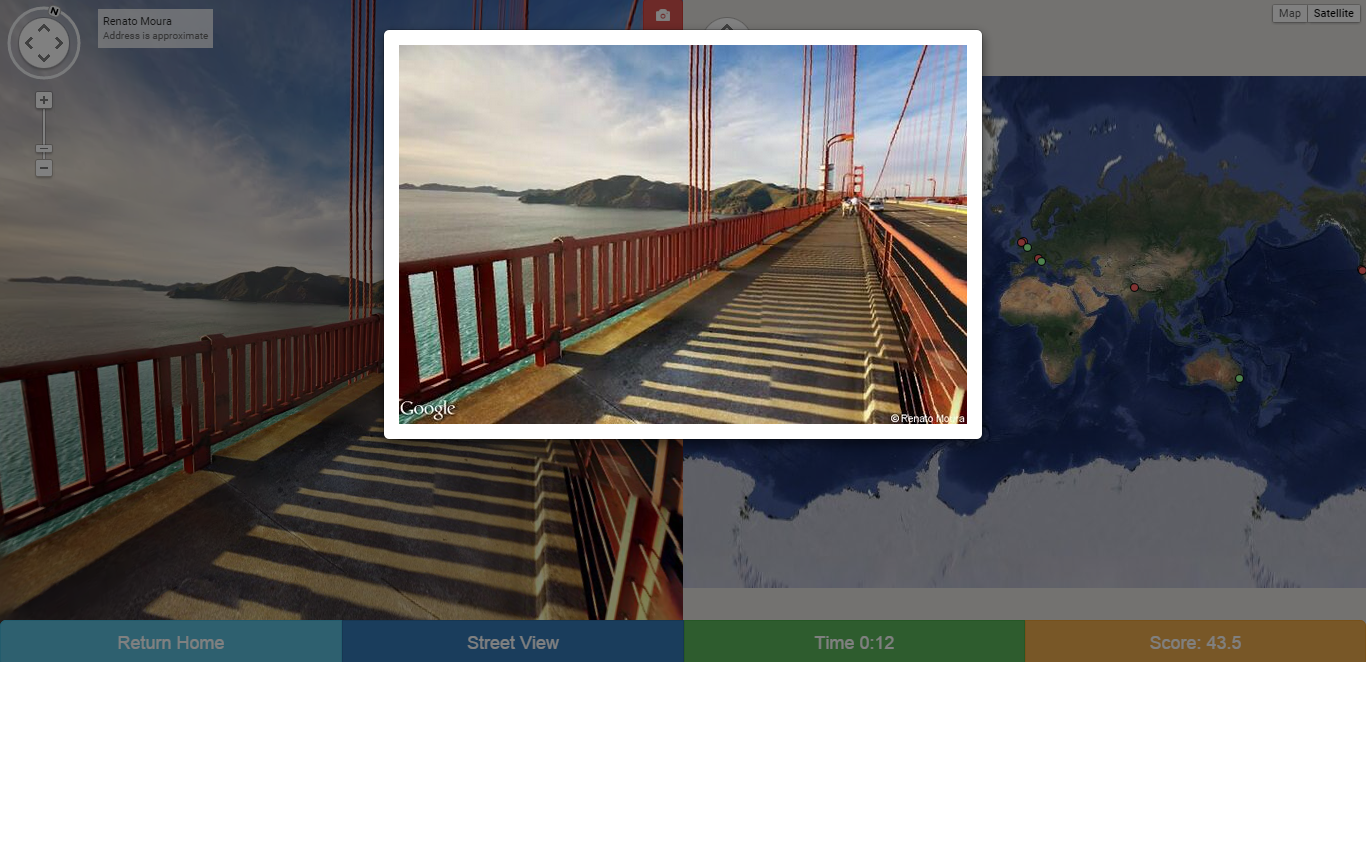 N
Renato Moura
Address is approximate
Map
Satellite
Google
© Renato Moura
Return Home
Street View
Time 0:12
Score: 43.5